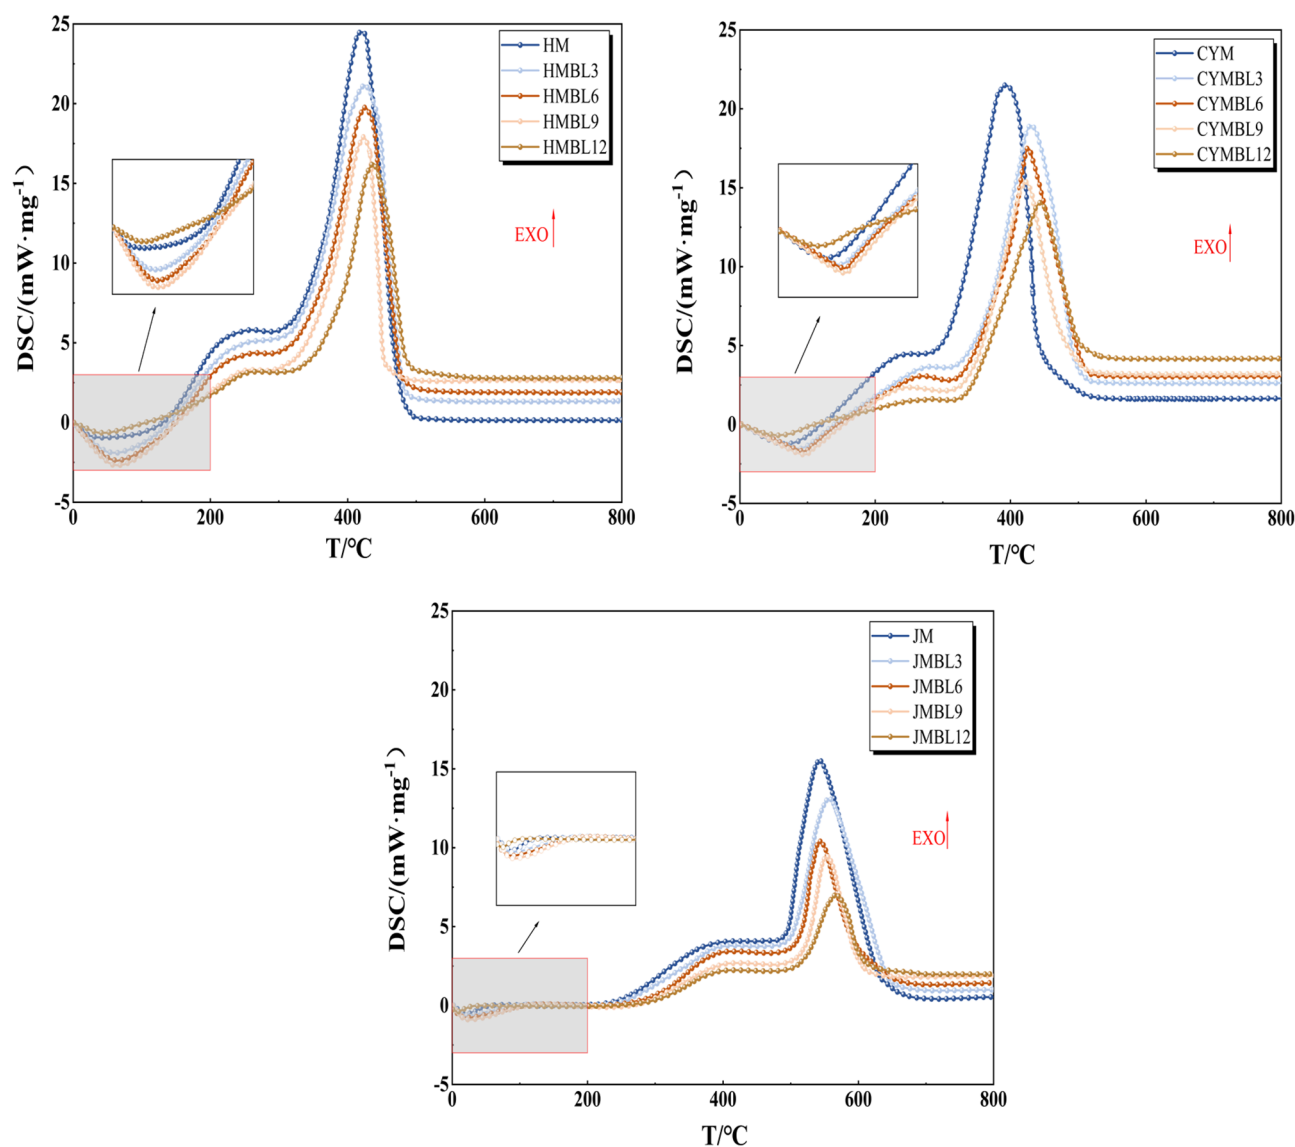 25
20
15
10
5
0
-5
DSC/(mW·mg⁻¹)
HM
HMBL3
HMBL6
HMBL9
HMBL12
EXO
0
200
400
600
800
T/°C
25
20
15
10
5
0
-5
DSC/(mW·mg⁻¹)
CYM
CYMBL3
CYMBL6
CYMBL9
CYMBL12
EXO
0
200
400
600
800
T/°C
25
20
15
10
5
0
-5
DSC/(mW·mg⁻¹)
JM
JMBL3
JMBL6
JMBL9
JMBL12
EXO
0
200
400
600
800
T/°C